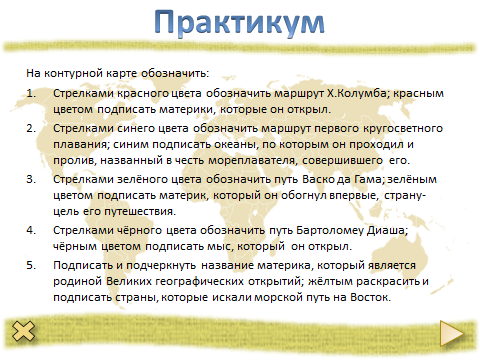 Практикум
На контурной карте обозначить:
1. Стрелками красного цвета обозначить маршрут Х.Колумба; красным
цветом подписать материки, которые он открыл.
2. Стрелками синего цвета обозначить маршрут первого кругосветного
плавания; синим подписать океаны, по которым он проходил и
пролив, названный в честь мореплавателя, совершившего его.
3. Стрелками зелёного цвета обозначить путь Васко да Гама; зелёным
цветом подписать материк, который он обогнул впервые, страну-
цель его путешествия.
4. Стрелками чёрного цвета обозначить путь Бартоломеу Диаша;
чёрным цветом подписать мыс, который он открыл.
5. Подписать и подчеркнуть название материка, который является
родиной Великих географических открытий; жёлтым раскрасить и
подписать страны, которые искали морской путь на Восток.